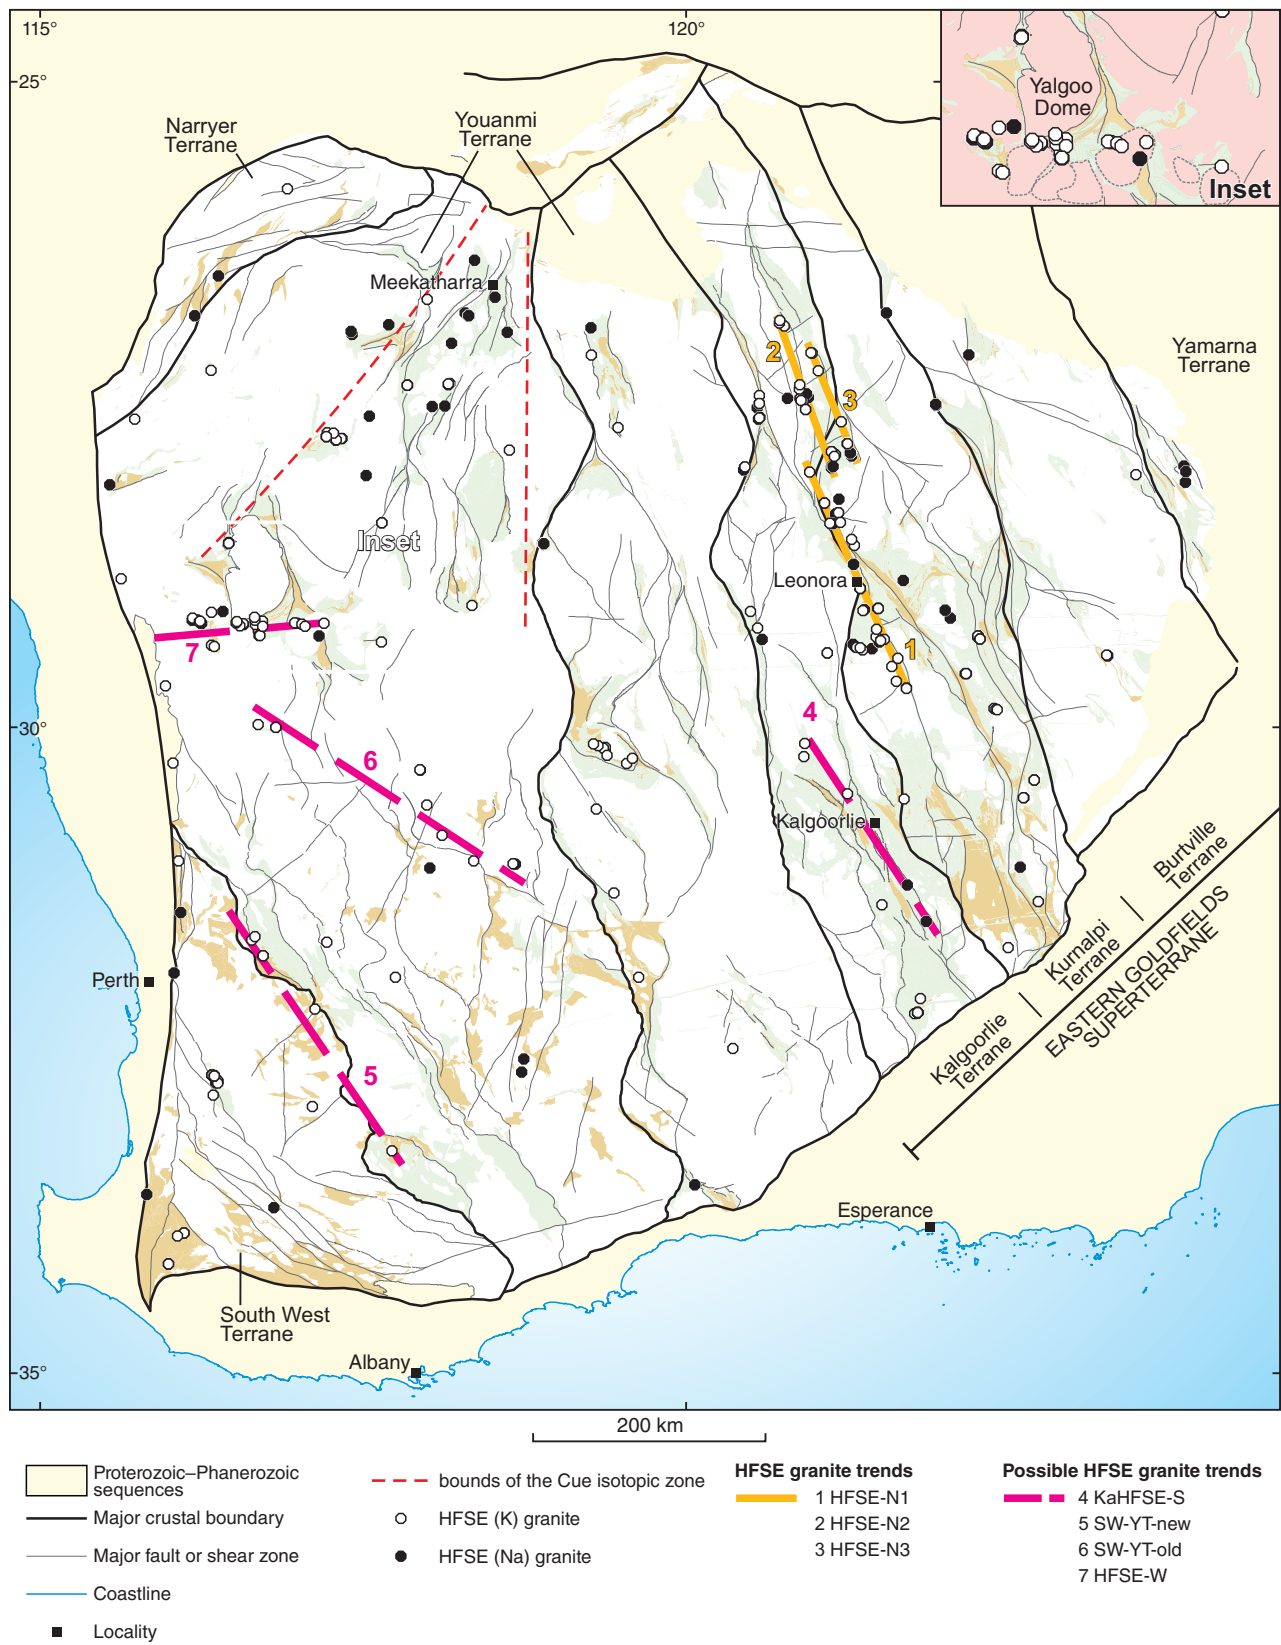 115°
120°
25°
Narryer
Terrane
Youanmi
Terrane
Yalgoo
Dome
Inset
Meekatharra
2
3
Yamarna
Terrane
Inset
Leonora
1
7
4
30°
6
Kalgoorlie
Burtville
Terrane
Kurnalpi
Terrane
Kalgoorlie
Terrane
EASTERN GOLDFIELDS
SUPERTERRANE
Perth
5
Esperance
South West
Terrane
Albany
35°
200 km
Proterozoic–Phanerozoic
sequences
Major crustal boundary
Major fault or shear zone
Coastline
Locality
bounds of the Cue isotopic zone
HFSE (K) granite
HFSE (Na) granite
HFSE granite trends
1 HFSE-N1
2 HFSE-N2
3 HFSE-N3
Possible HFSE granite trends
4 KaHFSE-S
5 SW-YT-new
6 SW-YT-old
7 HFSE-W